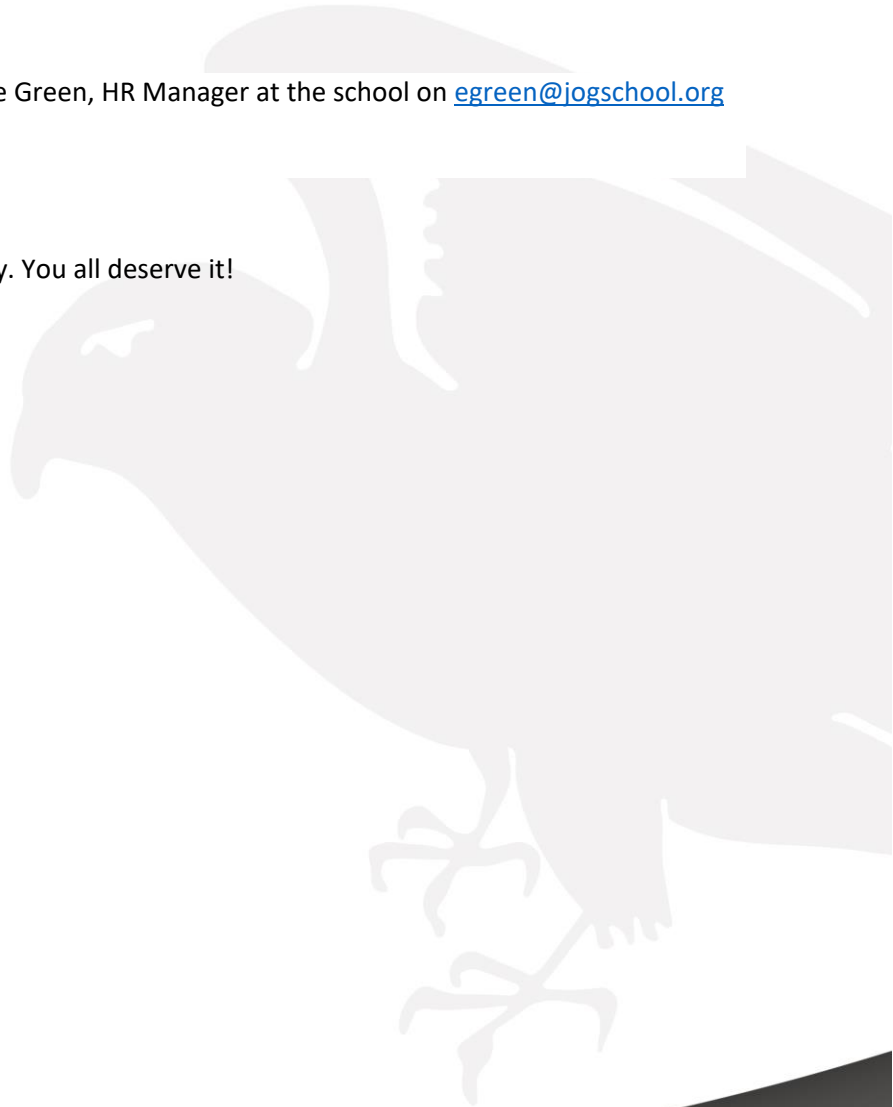 e Green, HR Manager at the school on egreen@jogschool.org
y. You all deserve it!